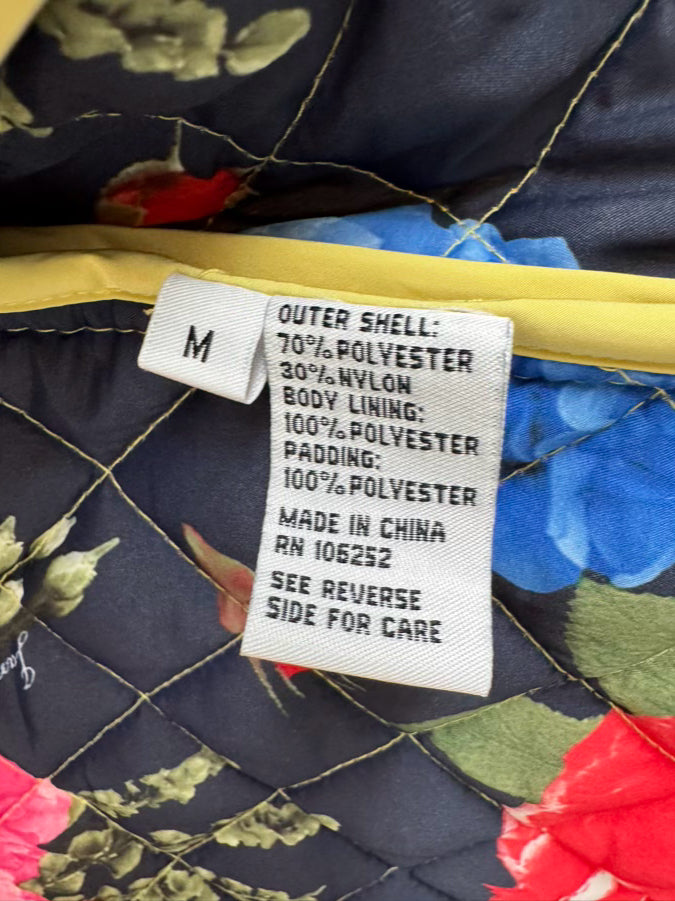 M
OUTER SHELL:
70% POLYESTER
30% NYLON
BODY LINING:
100% POLYESTER
PADDING:
100% POLYESTER
MADE IN CHINA
RN 106252
SEE REVERSE
SIDE FOR CARE